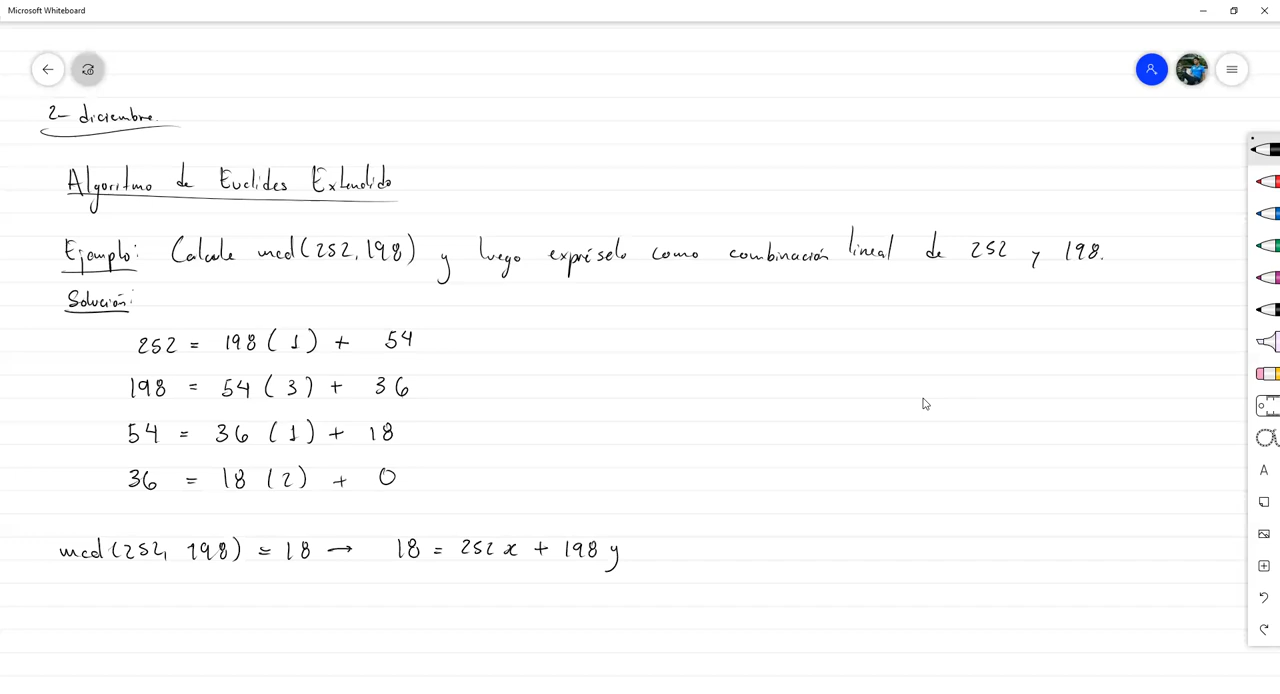 Microsoft Whiteboard
2- diciembre.
Algoritmo de Euclides Extendido
Ejemplo: Calcule mcd(252, 198) y luego expréselo como combinación lineal de 252 y 198.
Solución:
252 = 198 ( 1 ) + 54
198 = 54 ( 3 ) + 36
54 = 36 ( 1 ) + 18
36 = 18 ( 2 ) + 0
mcd(252, 198) = 18 → 18 = 252 x + 198 y